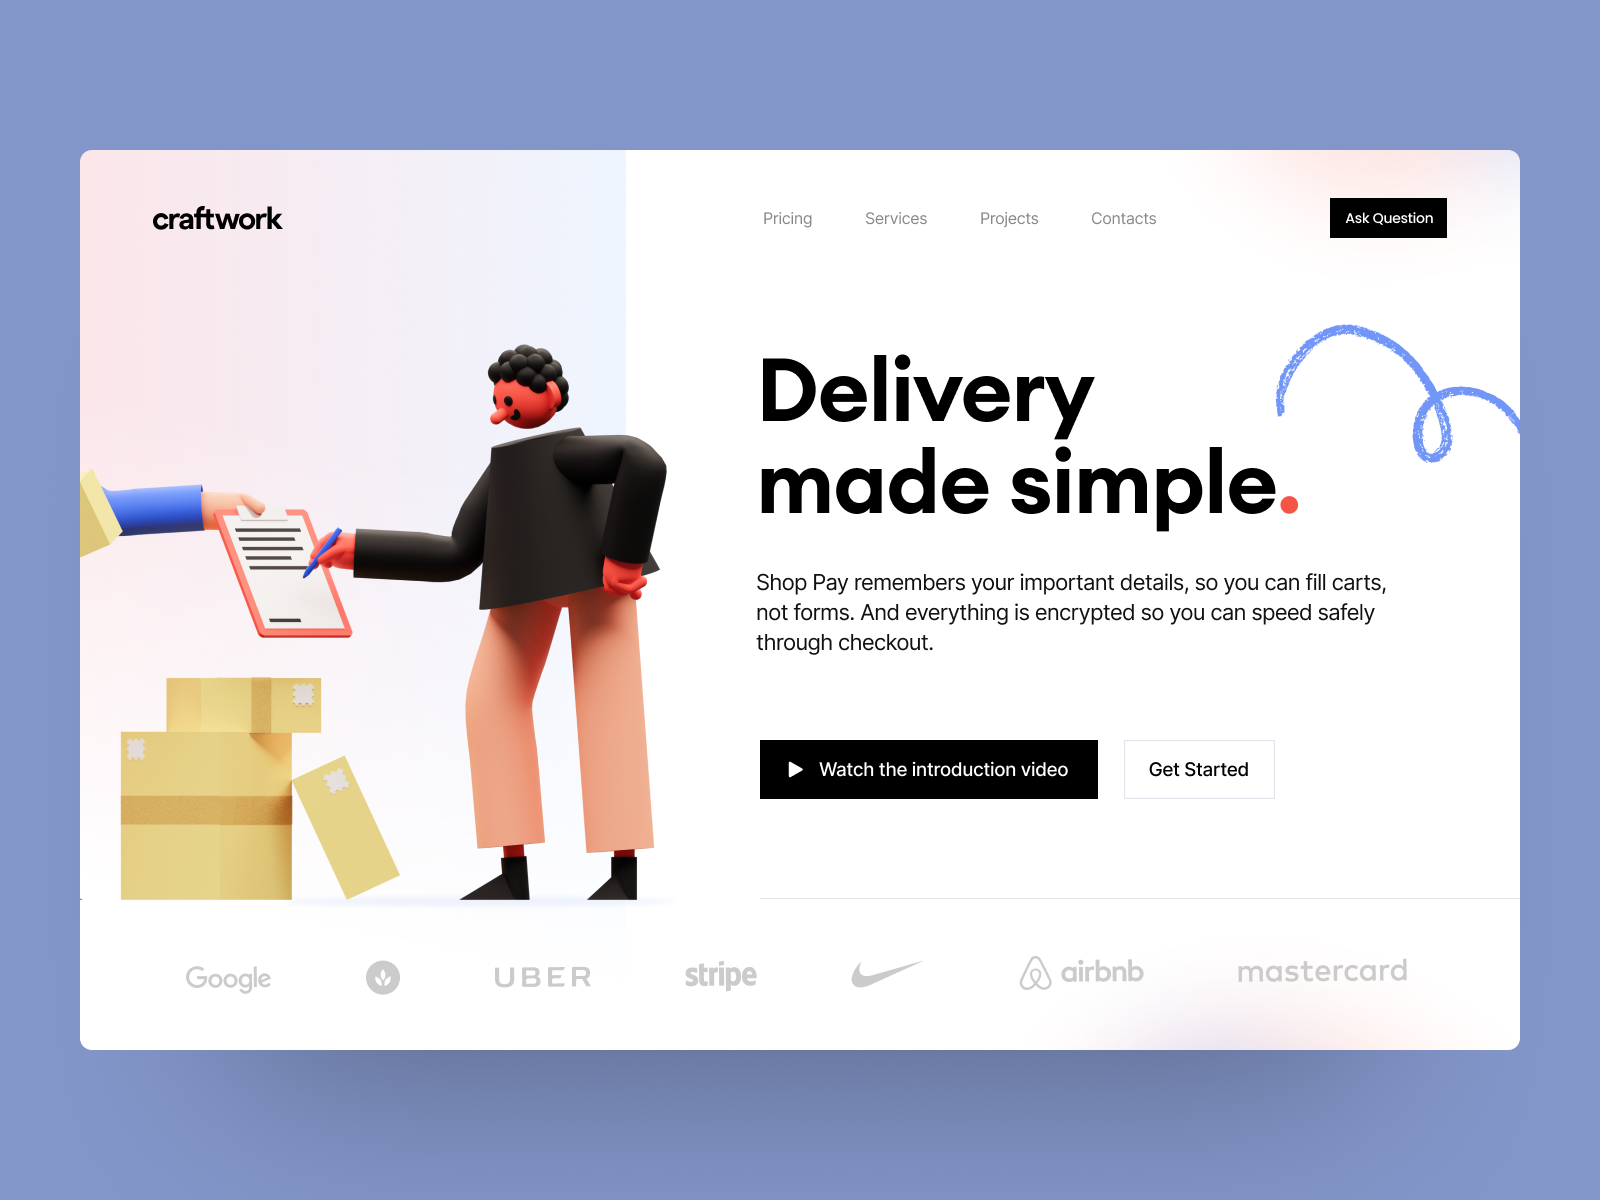 craftwork
Pricing Services Projects Contacts
Ask Question
Delivery
made simple.
Shop Pay remembers your important details, so you can fill carts,
not forms. And everything is encrypted so you can speed safely
through checkout.
Watch the introduction video
Get Started
Google UBER stripe airbnb mastercard